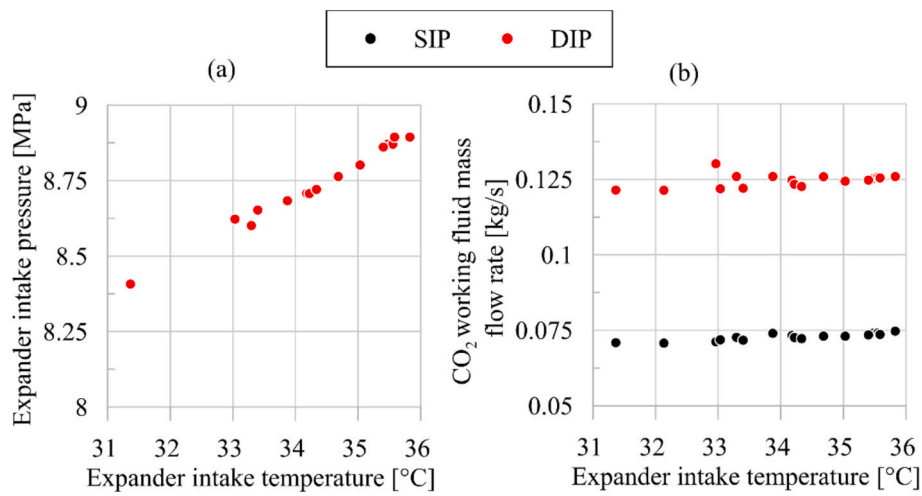 SIP DIP
(a) (b)
Expander intake pressure [MPa]
9
8.75
8.5
8.25
8
31 32 33 34 35 36
Expander intake temperature [°C]
CO₂ working fluid mass
flow rate [kg/s]
0.15
0.125
0.1
0.075
0.05
31 32 33 34 35 36
Expander intake temperature [°C]